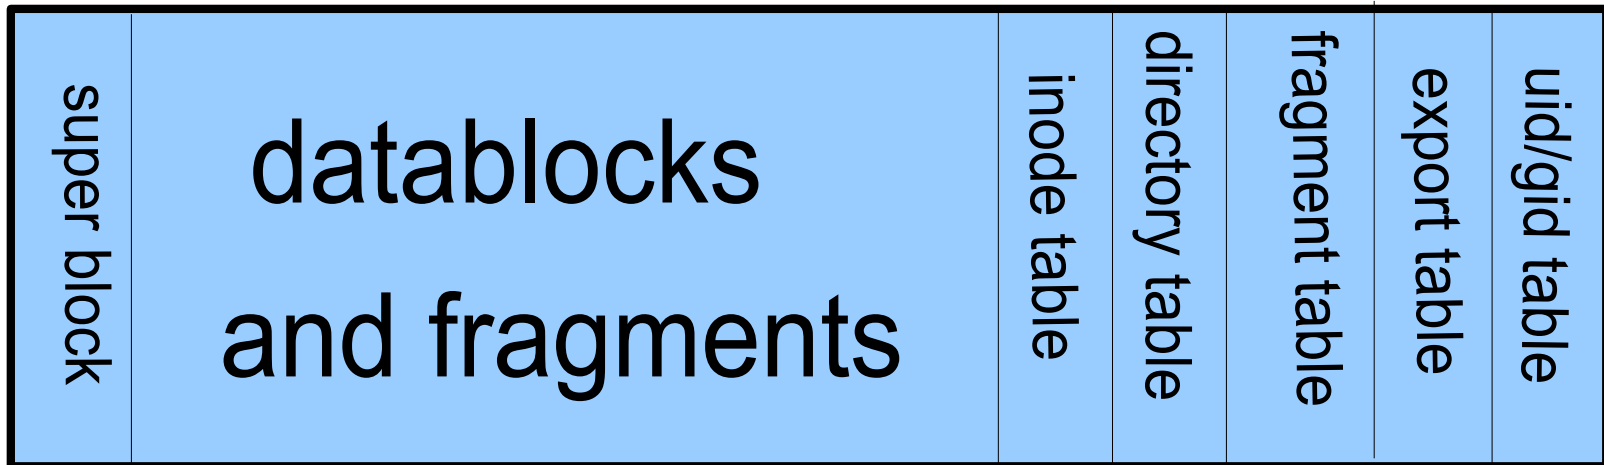 super block
datablocks
and fragments
inode table
directory table
fragment table
export table
uid/gid table